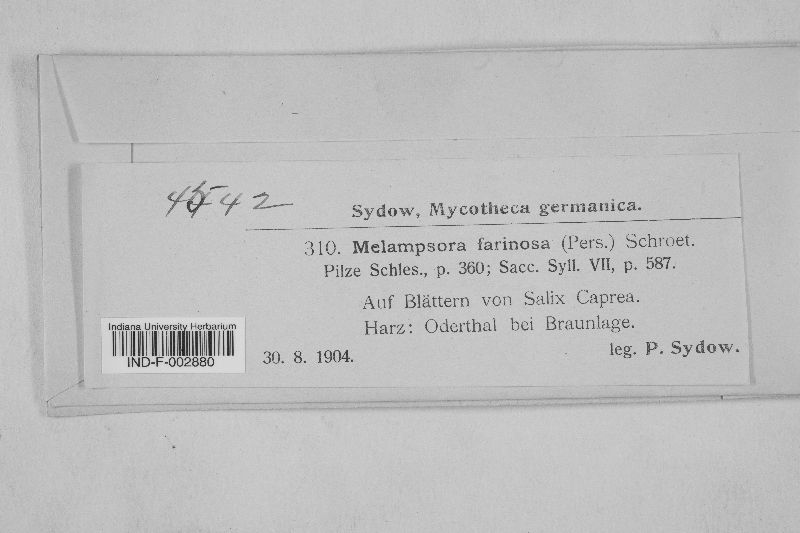 Sydow, Mycotheca germanica.
310. Melampsora farinosa (Pers.) Schroet.
Pilze Schles., p. 360; Sacc. Syll. VII, p. 587.
Auf Blättern von Salix Caprea.
Harz: Oderthal bei Braunlage.
30. 8. 1904.
leg. P. Sydow.
Indiana University Herbarium
IND-F-002880